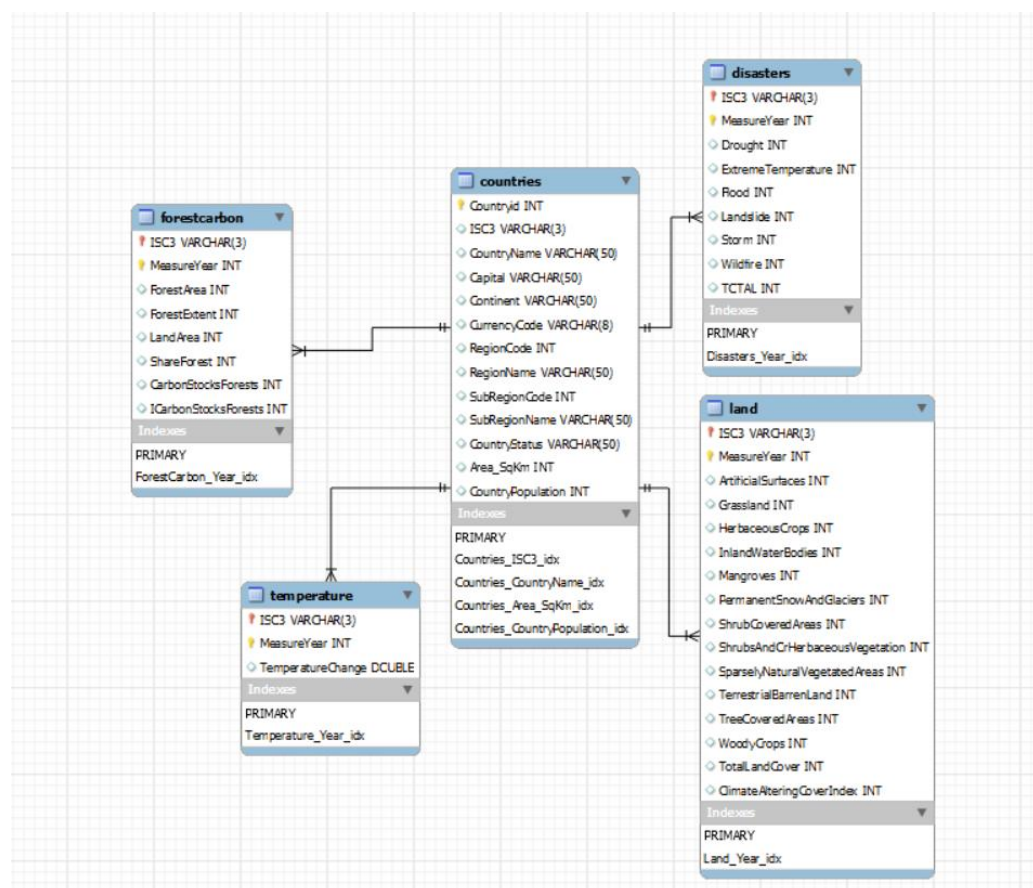 disasters
ISC3 VARCHAR(3)
MeasureYear INT
Drought INT
ExtremeTemperature INT
Flood INT
Landslide INT
Storm INT
Wildfire INT
TCTAL INT
Indexes
PRIMARY
Disasters_Year_idx
countries
Countryid INT
ISC3 VARCHAR(3)
CountryName VARCHAR(50)
Capital VARCHAR(50)
Continent VARCHAR(50)
CurrencyCode VARCHAR(8)
RegionCode INT
RegionName VARCHAR(50)
SubRegionCode INT
SubRegionName VARCHAR(50)
CountryStatus VARCHAR(50)
Area_SqKm INT
CountryPopulation INT
Indexes
PRIMARY
Countries_ISC3_idx
Countries_CountryName_idx
Countries_Area_SqKm_idx
Countries_CountryPopulation_idx
forestcarbon
ISC3 VARCHAR(3)
MeasureYear INT
ForestArea INT
ForestExtent INT
LandArea INT
ShareForest INT
CarbonStocksForests INT
ICarbonStocksForests INT
Indexes
PRIMARY
ForestCarbon_Year_idx
land
ISC3 VARCHAR(3)
MeasureYear INT
ArtificialSurfaces INT
Grassland INT
HerbaceousCrops INT
InlandWaterBodies INT
Mangroves INT
PermanentSnowAndGlaciers INT
ShrubCoveredAreas INT
ShrubsAndCrHerbaceousVegetation INT
SparselyNaturalVegetatedAreas INT
TerrestrialBarrenLand INT
TreeCoveredAreas INT
WoodyCrops INT
TotalLandCover INT
ClimateAlteringCoverIndex INT
Indexes
PRIMARY
Land_Year_idx
temperature
ISC3 VARCHAR(3)
MeasureYear INT
TemperatureChange DCUBLE
Indexes
PRIMARY
Temperature_Year_idx